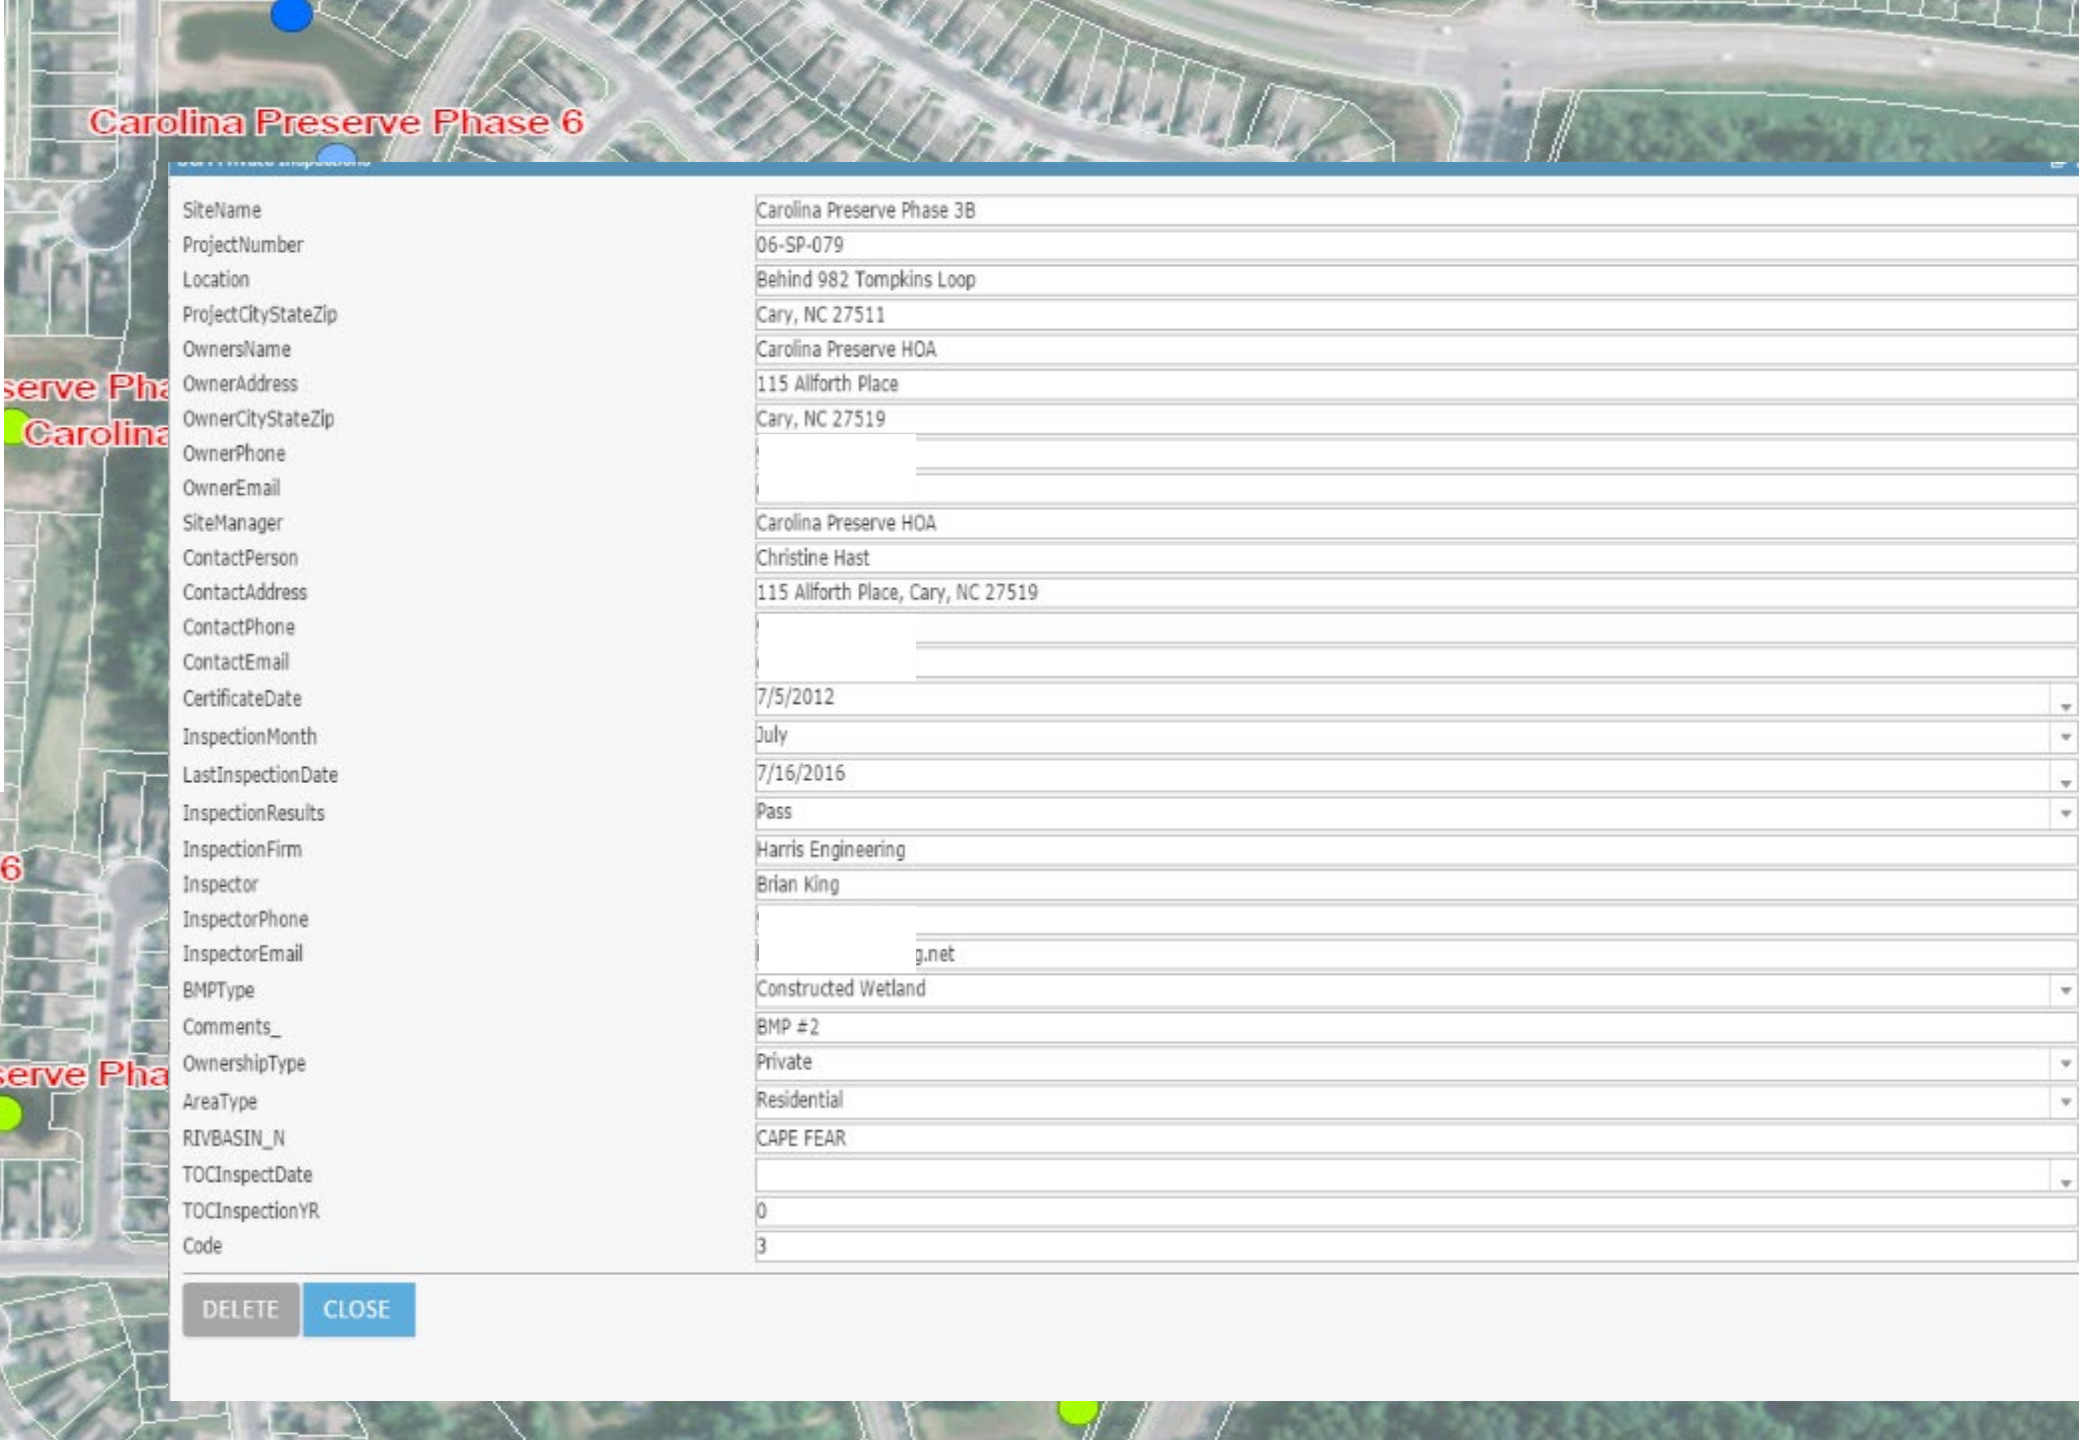 Carolina Preserve Phase 6
Private Inspections
SiteName Carolina Preserve Phase 3B
ProjectNumber 06-SP-079
Location Behind 982 Tompkins Loop
ProjectCityStateZip Cary, NC 27511
OwnersName Carolina Preserve HOA
serve Pha
OwnerAddress 115 Allforth Place
Carolina
OwnerCityStateZip Cary, NC 27519
OwnerPhone
OwnerEmail
SiteManager Carolina Preserve HOA
ContactPerson Christine Hast
ContactAddress 115 Allforth Place, Cary, NC 27519
ContactPhone
ContactEmail
CertificateDate 7/5/2012
InspectionMonth July
LastInspectionDate 7/16/2016
InspectionResults Pass
InspectionFirm Harris Engineering
6
Inspector Brian King
InspectorPhone
InspectorEmail g.net
BMPType Constructed Wetland
Comments_ BMP #2
OwnershipType Private
serve Pha
AreaType Residential
RIVBASIN_N CAPE FEAR
TOCInspectDate
TOCInspectionYR 0
Code 3
DELETE CLOSE